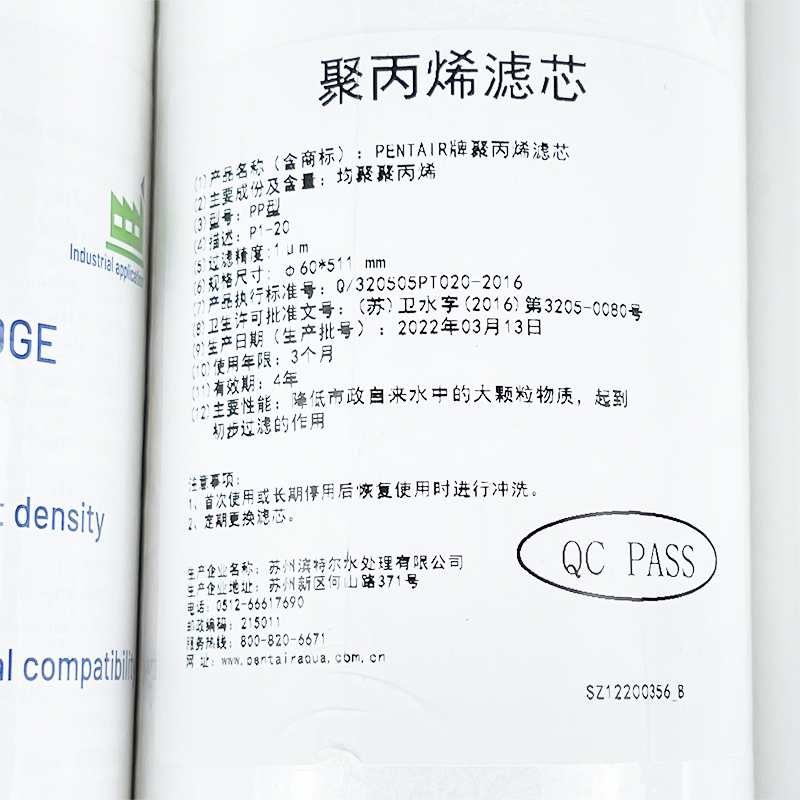 Industrial application
DGE
density
al compatibility
聚丙烯滤芯
(1)产品名称（含商标）：PENTAIR牌聚丙烯滤芯
(2)主要成份及含量：均聚聚丙烯
(3)型号：PP型
(4)描述：P1-20
(5)过滤精度:1μm
(6)规格尺寸：φ60*511 mm
(7)产品执行标准号：Q/320505PT020-2016
(8)卫生许可批准文号：(苏)卫水字(2016)第3205-0080号
(9)生产日期（生产批号）：2022年03月13日
(10)使用年限：3个月
(11)有效期：4年
(12)主要性能：降低市政自来水中的大颗粒物质，起到
初步过滤的作用
注意事项：
1、首次使用或长期停用后恢复使用时进行冲洗。
2、定期更换滤芯。
生产企业名称：苏州滨特尔水处理有限公司
生产企业地址：苏州新区何山路371号
电话：0512-66617690
邮政编码：215011
服务热线：800-820-6671
网 址：www.pentairaqua.com.cn
QC PASS
SZ12200356_B